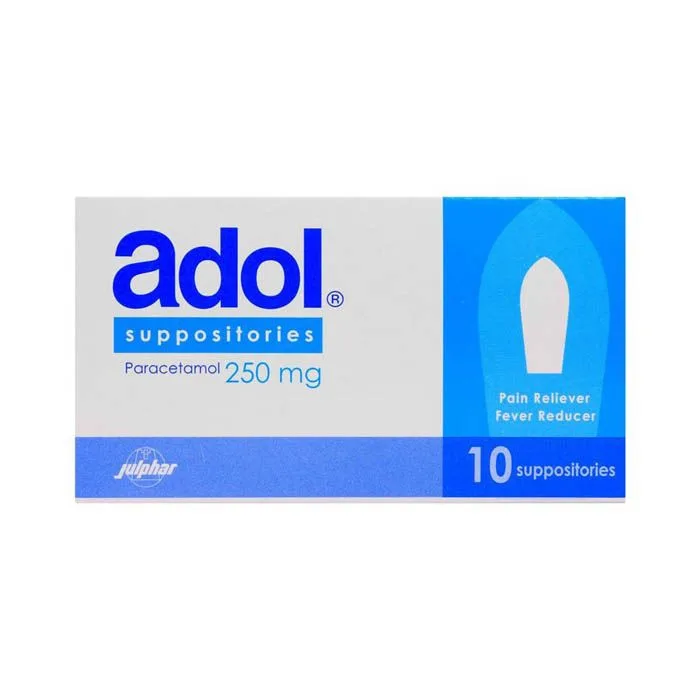 adol®
suppositories
Paracetamol 250 mg
Pain Reliever
Fever Reducer
julphar
10 suppositories